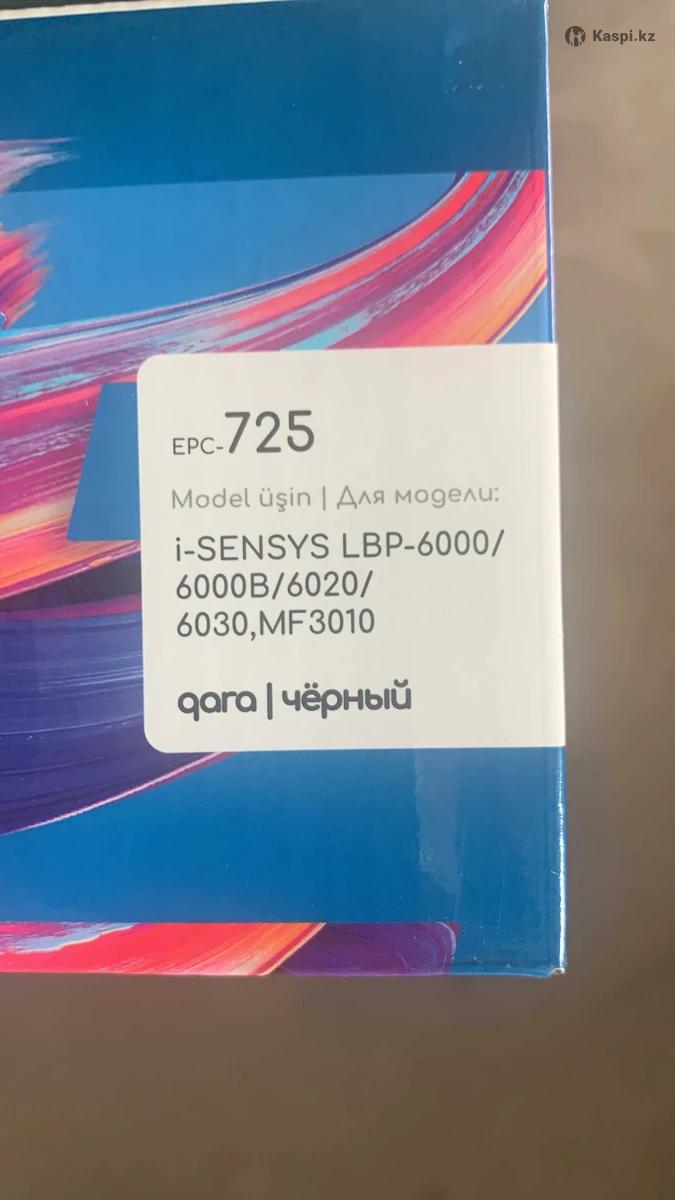 Kaspi.kz
EPC-725
Model üşin | Для модели:
i-SENSYS LBP-6000/
6000B/6020/
6030,MF3010
qara | чёрный